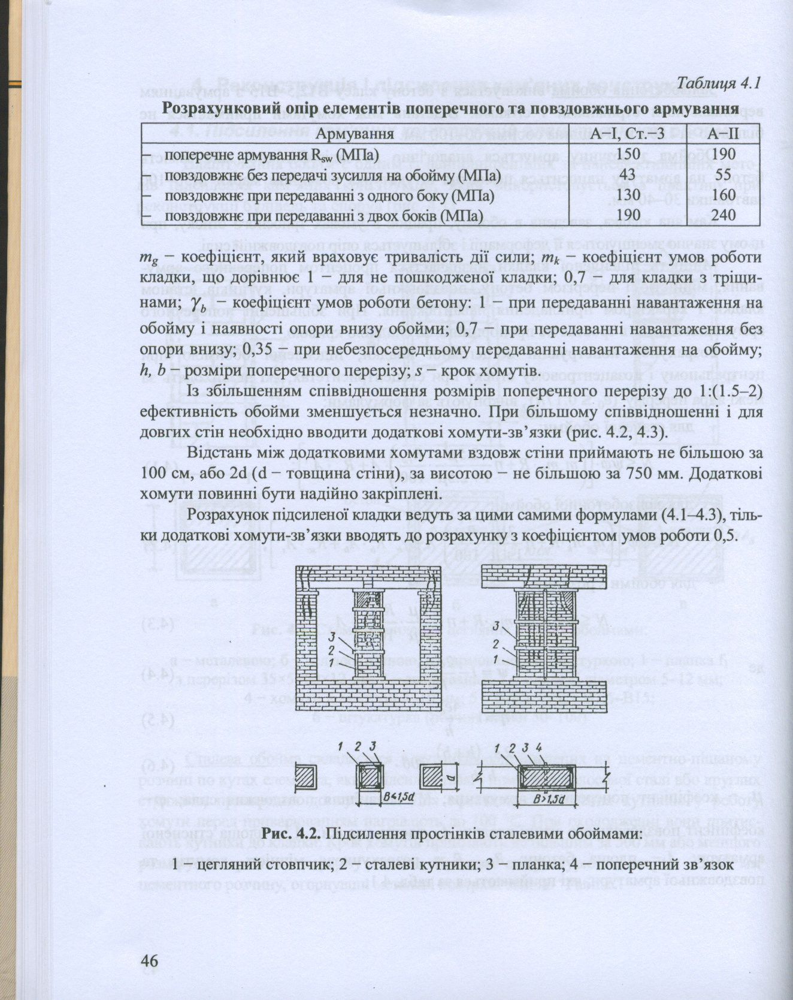 Таблиця 4.1
Розрахунковий опір елементів поперечного та повздовжнього армування
Армування А–I, Ст.–3 А–II
– поперечне армування Rsw (МПа) 150 190
– повздовжнє без передачі зусилля на обойму (МПа) 43 55
– повздовжнє при передаванні з одного боку (МПа) 130 160
– повздовжнє при передаванні з двох боків (МПа) 190 240
mg – коефіцієнт, який враховує тривалість дії сили; mk – коефіцієнт умов роботи
кладки, що дорівнює 1 – для не пошкодженої кладки; 0,7 – для кладки з тріщи-
нами; γb – коефіцієнт умов роботи бетону: 1 – при передаванні навантаження на
обойму і наявності опори внизу обойми; 0,7 – при передаванні навантаження без
опори внизу; 0,35 – при небезпосередньому передаванні навантаження на обойму;
h, b – розміри поперечного перерізу; s – крок хомутів.
Із збільшенням співвідношення розмірів поперечного перерізу до 1:(1.5–2)
ефективність обойми зменшується незначно. При більшому співвідношенні і для
довгих стін необхідно вводити додаткові хомути-зв’язки (рис. 4.2, 4.3).
Відстань між додатковими хомутами вздовж стіни приймають не більшою за
100 см, або 2d (d – товщина стіни), за висотою – не більшою за 750 мм. Додаткові
хомути повинні бути надійно закріплені.
Розрахунок підсиленої кладки ведуть за цими самими формулами (4.1–4.3), тіль-
ки додаткові хомути-зв’язки вводять до розрахунку з коефіцієнтом умов роботи 0,5.
3
2
1
3
2
1
1 2 3
d
B<1,5d
1 2 3 4
B>1,5d
Рис. 4.2. Підсилення простінків сталевими обоймами:
1 – цегляний стовпчик; 2 – сталеві кутники; 3 – планка; 4 – поперечний зв’язок
46